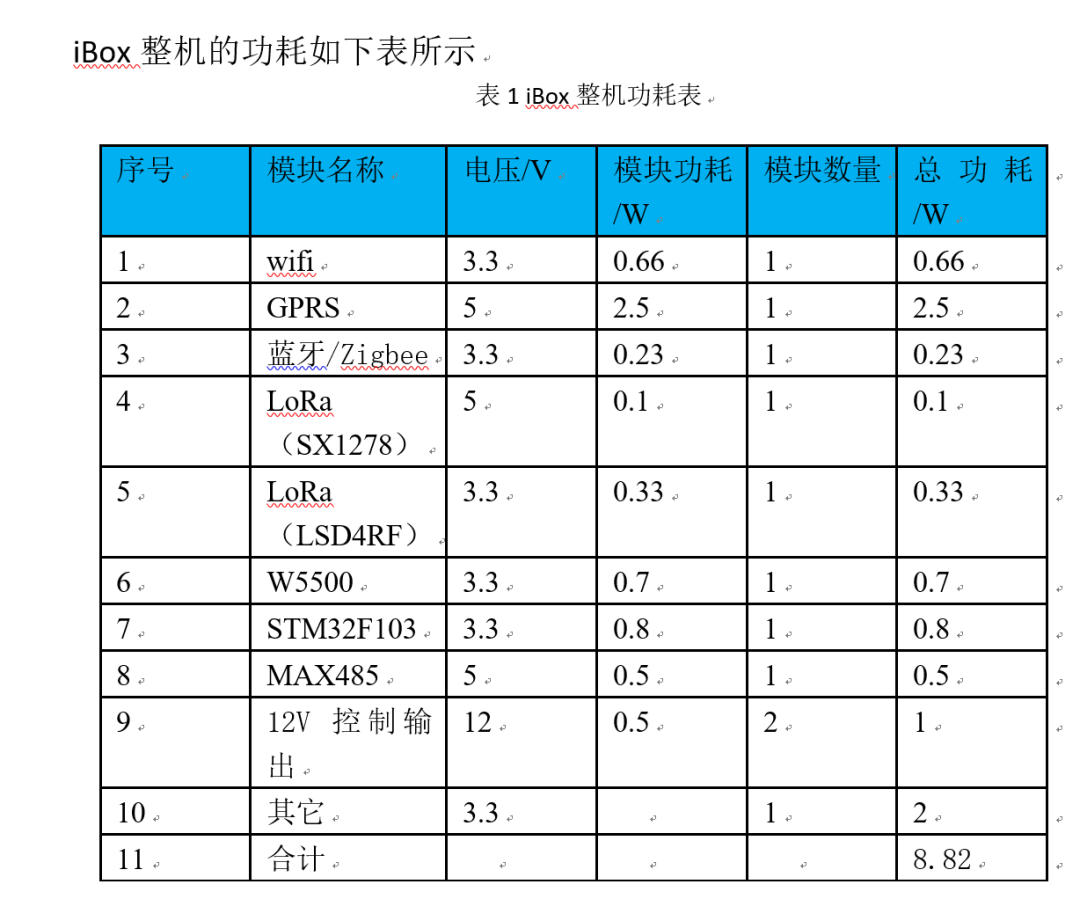 iBox 整机的功耗如下表所示
表 1 iBox 整机功耗表
序号 模块名称 电压/V 模块功耗/W 模块数量 总功耗/W
1 wifi 3.3 0.66 1 0.66
2 GPRS 5 2.5 1 2.5
3 蓝牙/Zigbee 3.3 0.23 1 0.23
4 LoRa（SX1278） 5 0.1 1 0.1
5 LoRa（LSD4RF） 3.3 0.33 1 0.33
6 W5500 3.3 0.7 1 0.7
7 STM32F103 3.3 0.8 1 0.8
8 MAX485 5 0.5 1 0.5
9 12V 控制输出 12 0.5 2 1
10 其它 3.3 1 2
11 合计 8.82